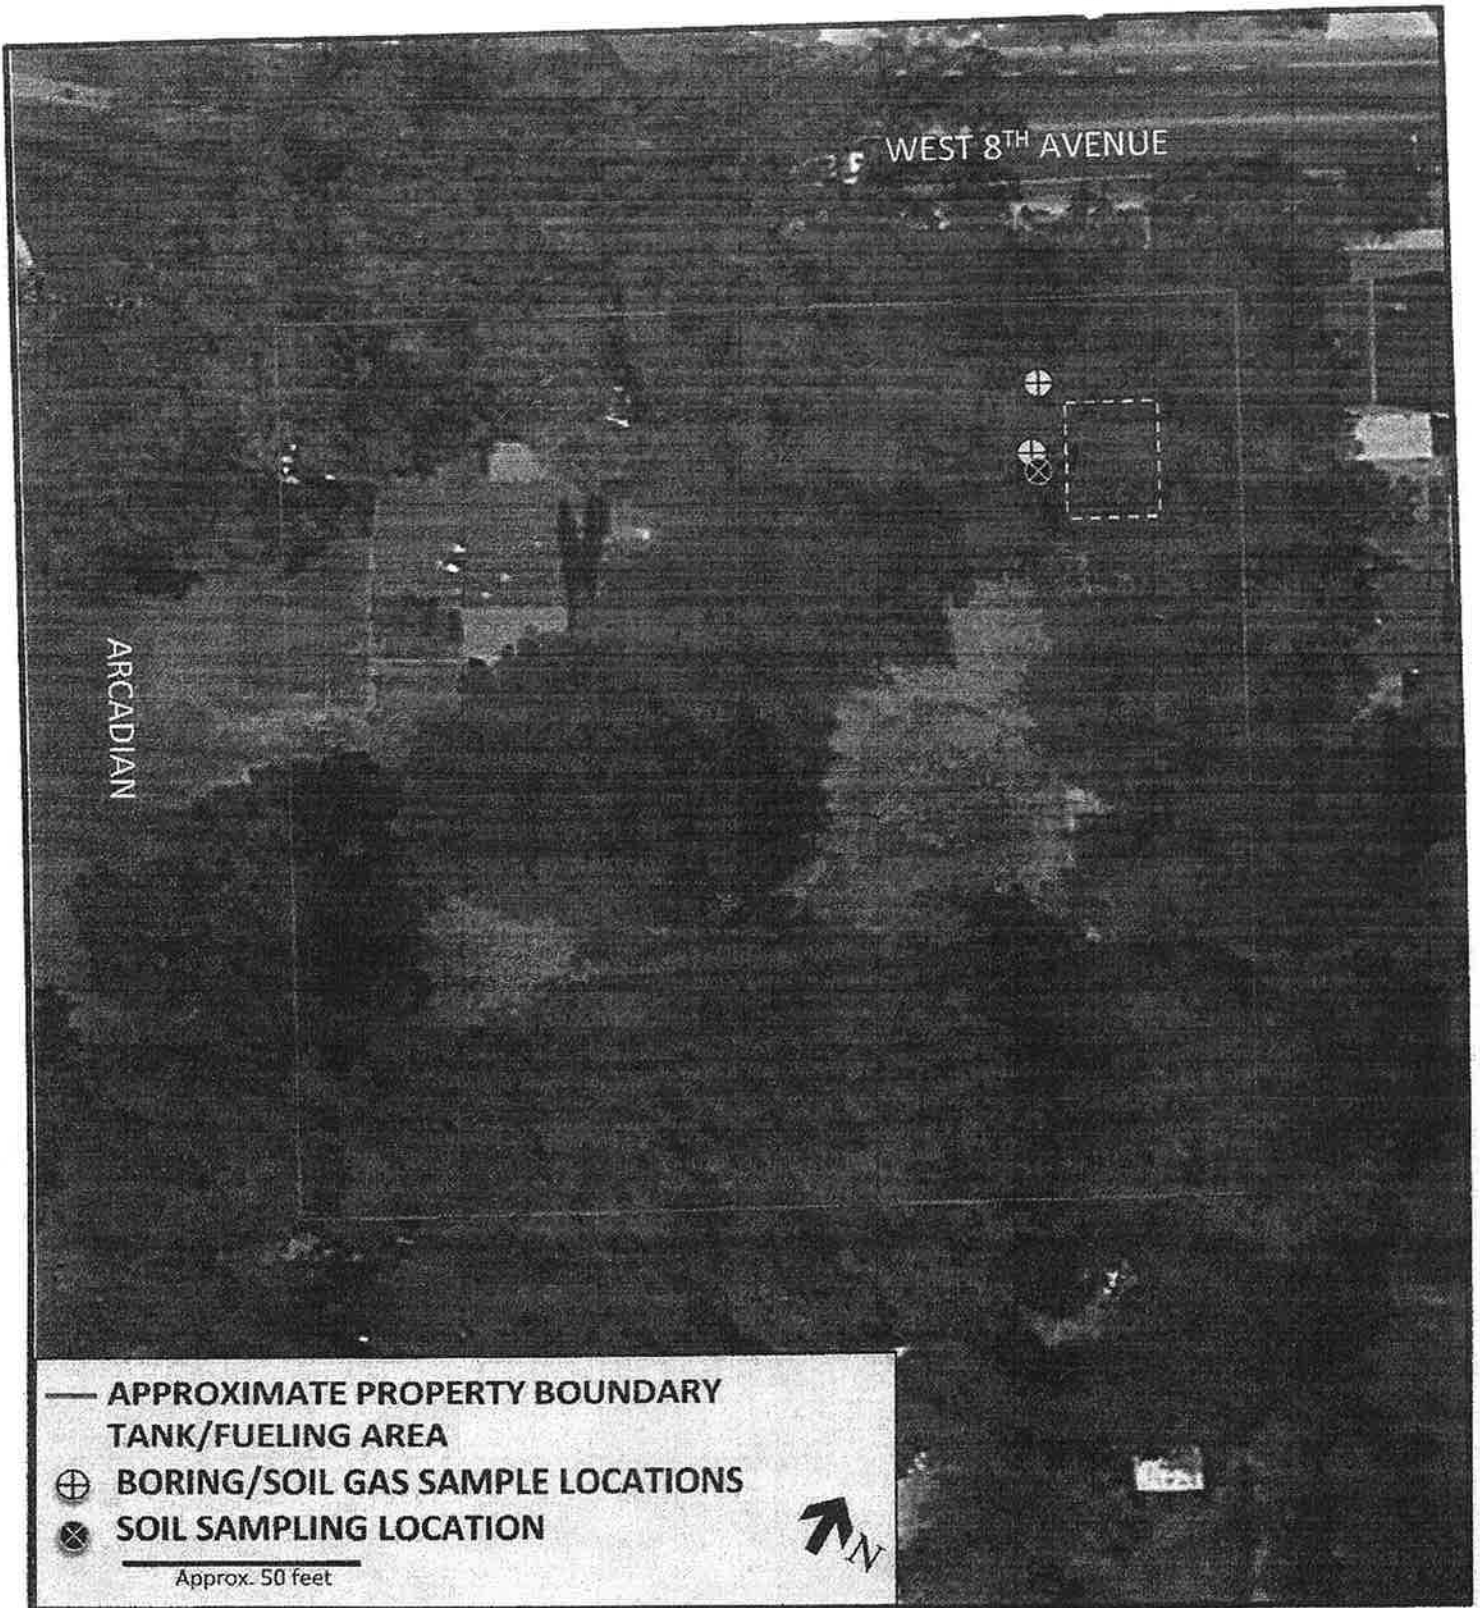 WEST 8TH AVENUE
ARCADIAN
APPROXIMATE PROPERTY BOUNDARY
TANK/FUELING AREA
BORING/SOIL GAS SAMPLE LOCATIONS
SOIL SAMPLING LOCATION
Approx. 50 feet
N